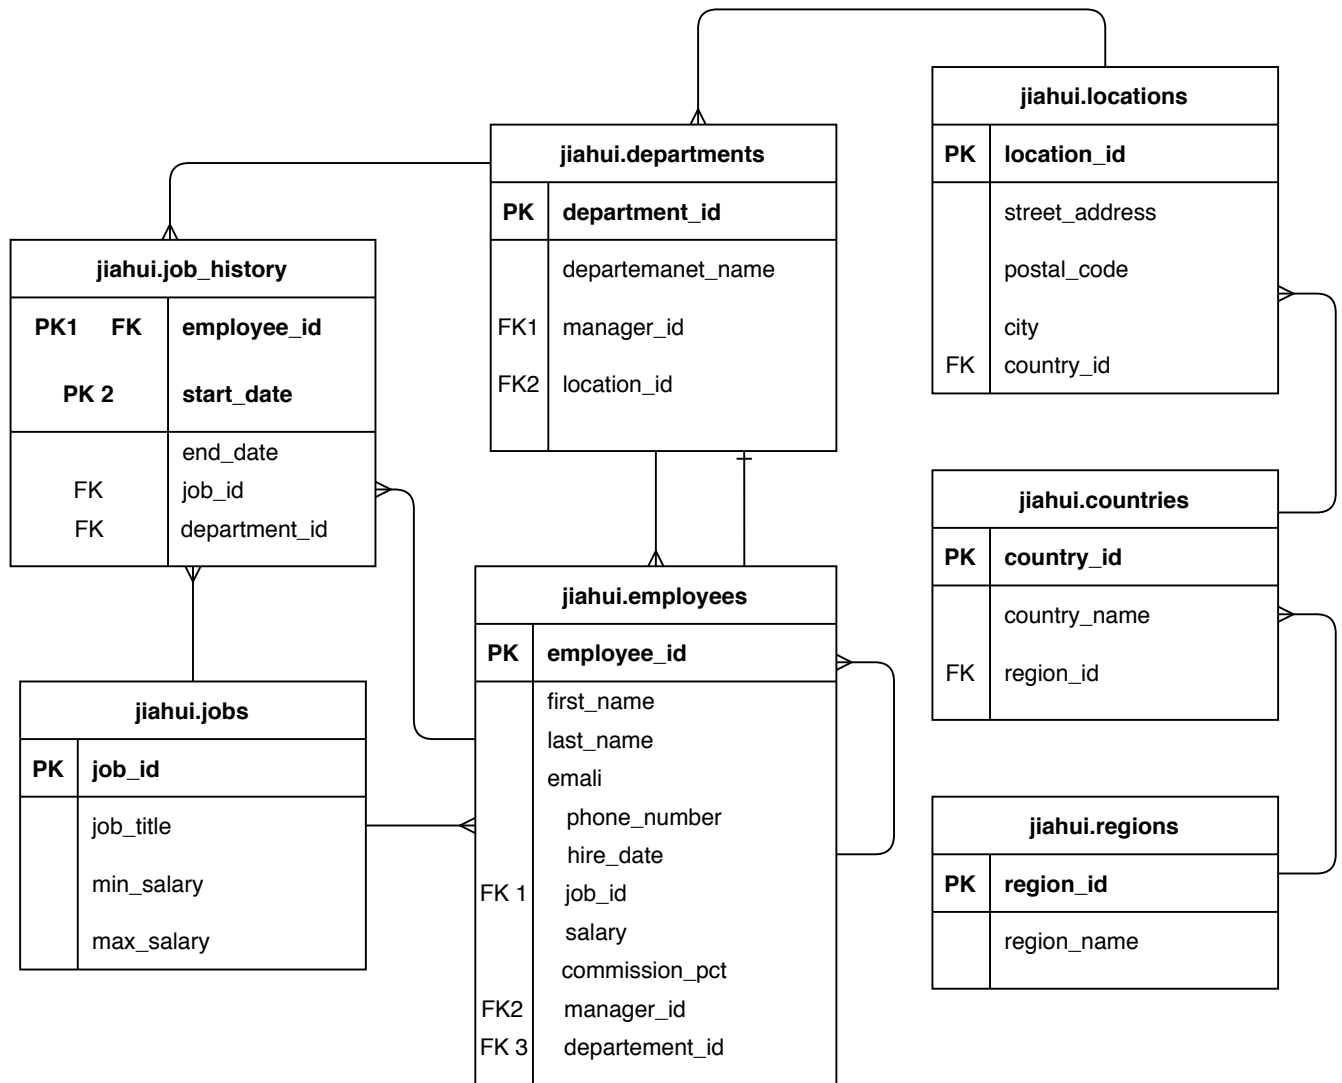 jiahui.locations
PK location_id
street_address
postal_code
city
FK country_id
jiahui.departments
PK department_id
departemanet_name
FK1 manager_id
FK2 location_id
jiahui.job_history
PK1 FK employee_id
PK 2 start_date
end_date
FK job_id
FK department_id
jiahui.countries
PK country_id
country_name
FK region_id
jiahui.employees
PK employee_id
first_name
last_name
emali
phone_number
hire_date
FK 1 job_id
salary
commission_pct
FK2 manager_id
FK 3 departement_id
jiahui.jobs
PK job_id
job_title
min_salary
max_salary
jiahui.regions
PK region_id
region_name